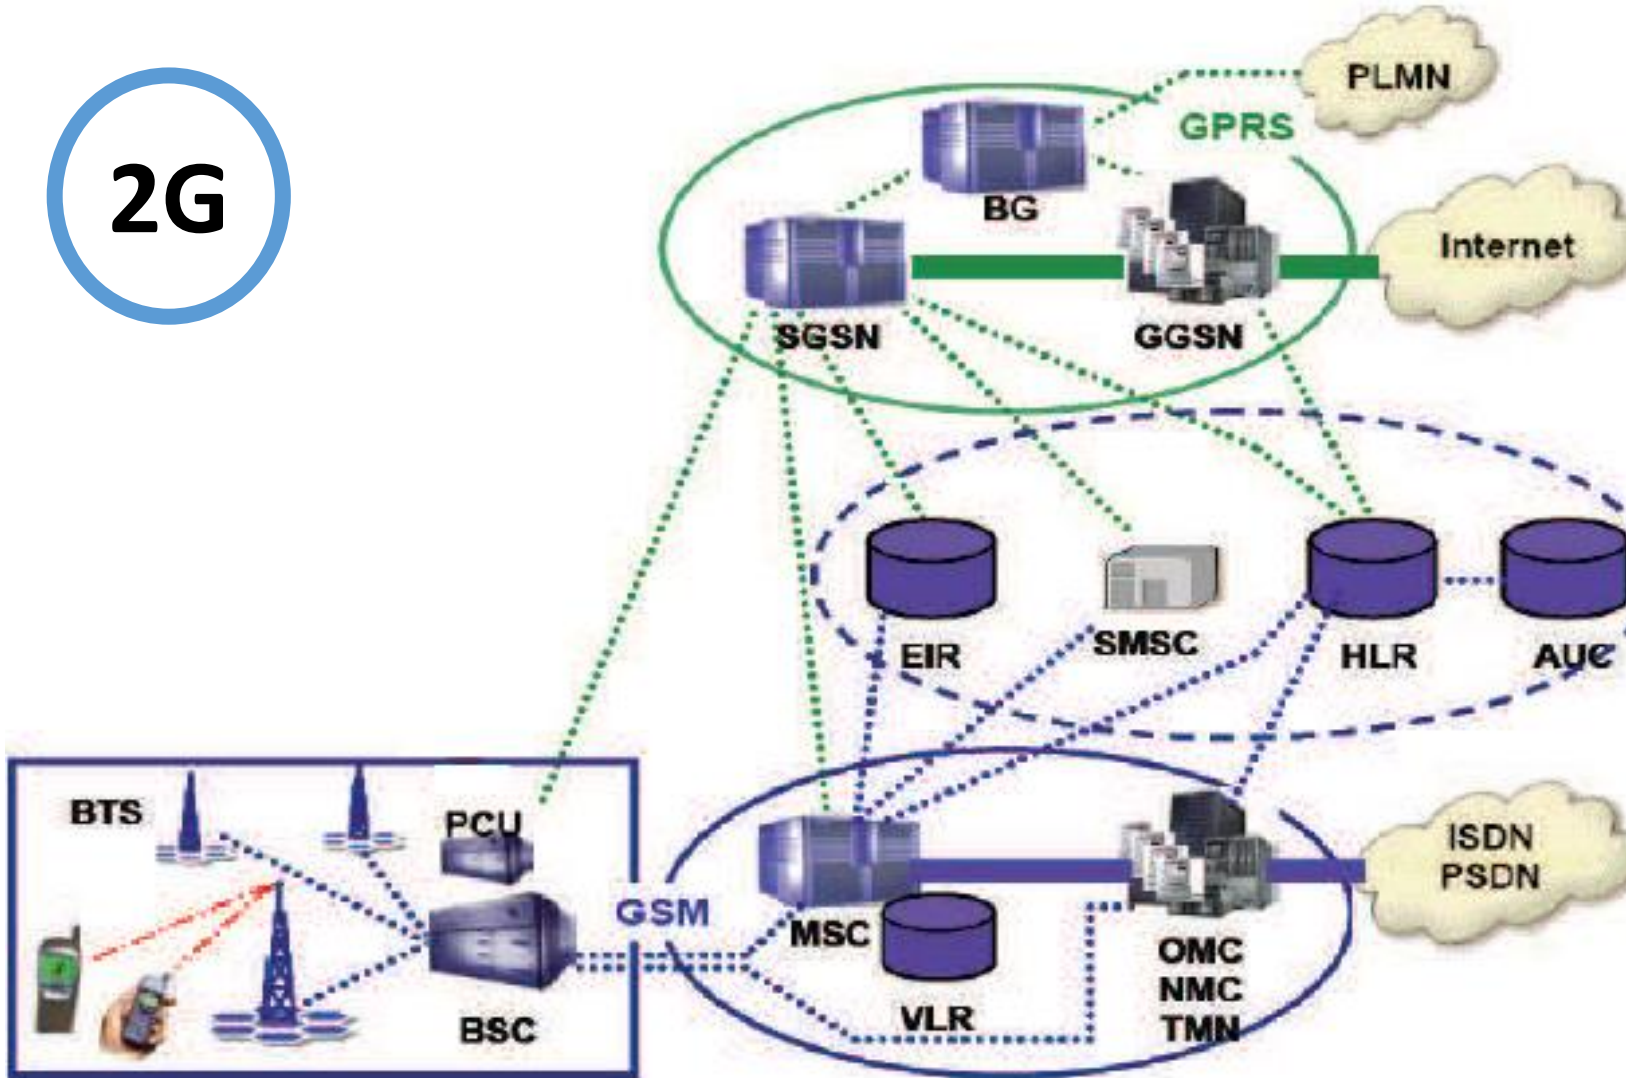 2G
PLMN
GPRS
BG
Internet
SGSN
GGSN
EIR
SMSC
HLR
AUC
BTS
PCU
ISDN
PSDN
GSM
MSC
BSC
VLR
OMC
NMC
TMN